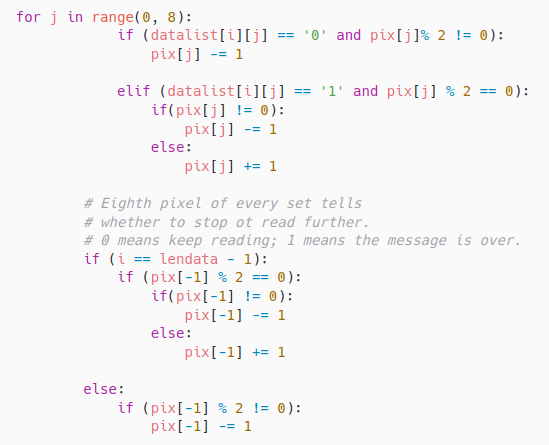 for j in range(0, 8):
            if (datalist[i][j] == '0' and pix[j]% 2 != 0):
                pix[j] -= 1

            elif (datalist[i][j] == '1' and pix[j] % 2 == 0):
                if(pix[j] != 0):
                    pix[j] -= 1
                else:
                    pix[j] += 1

        # Eighth pixel of every set tells
        # whether to stop ot read further.
        # 0 means keep reading; 1 means the message is over.
        if (i == lendata - 1):
            if (pix[-1] % 2 == 0):
                if(pix[-1] != 0):
                    pix[-1] -= 1
                else:
                    pix[-1] += 1

        else:
            if (pix[-1] % 2 != 0):
                pix[-1] -= 1